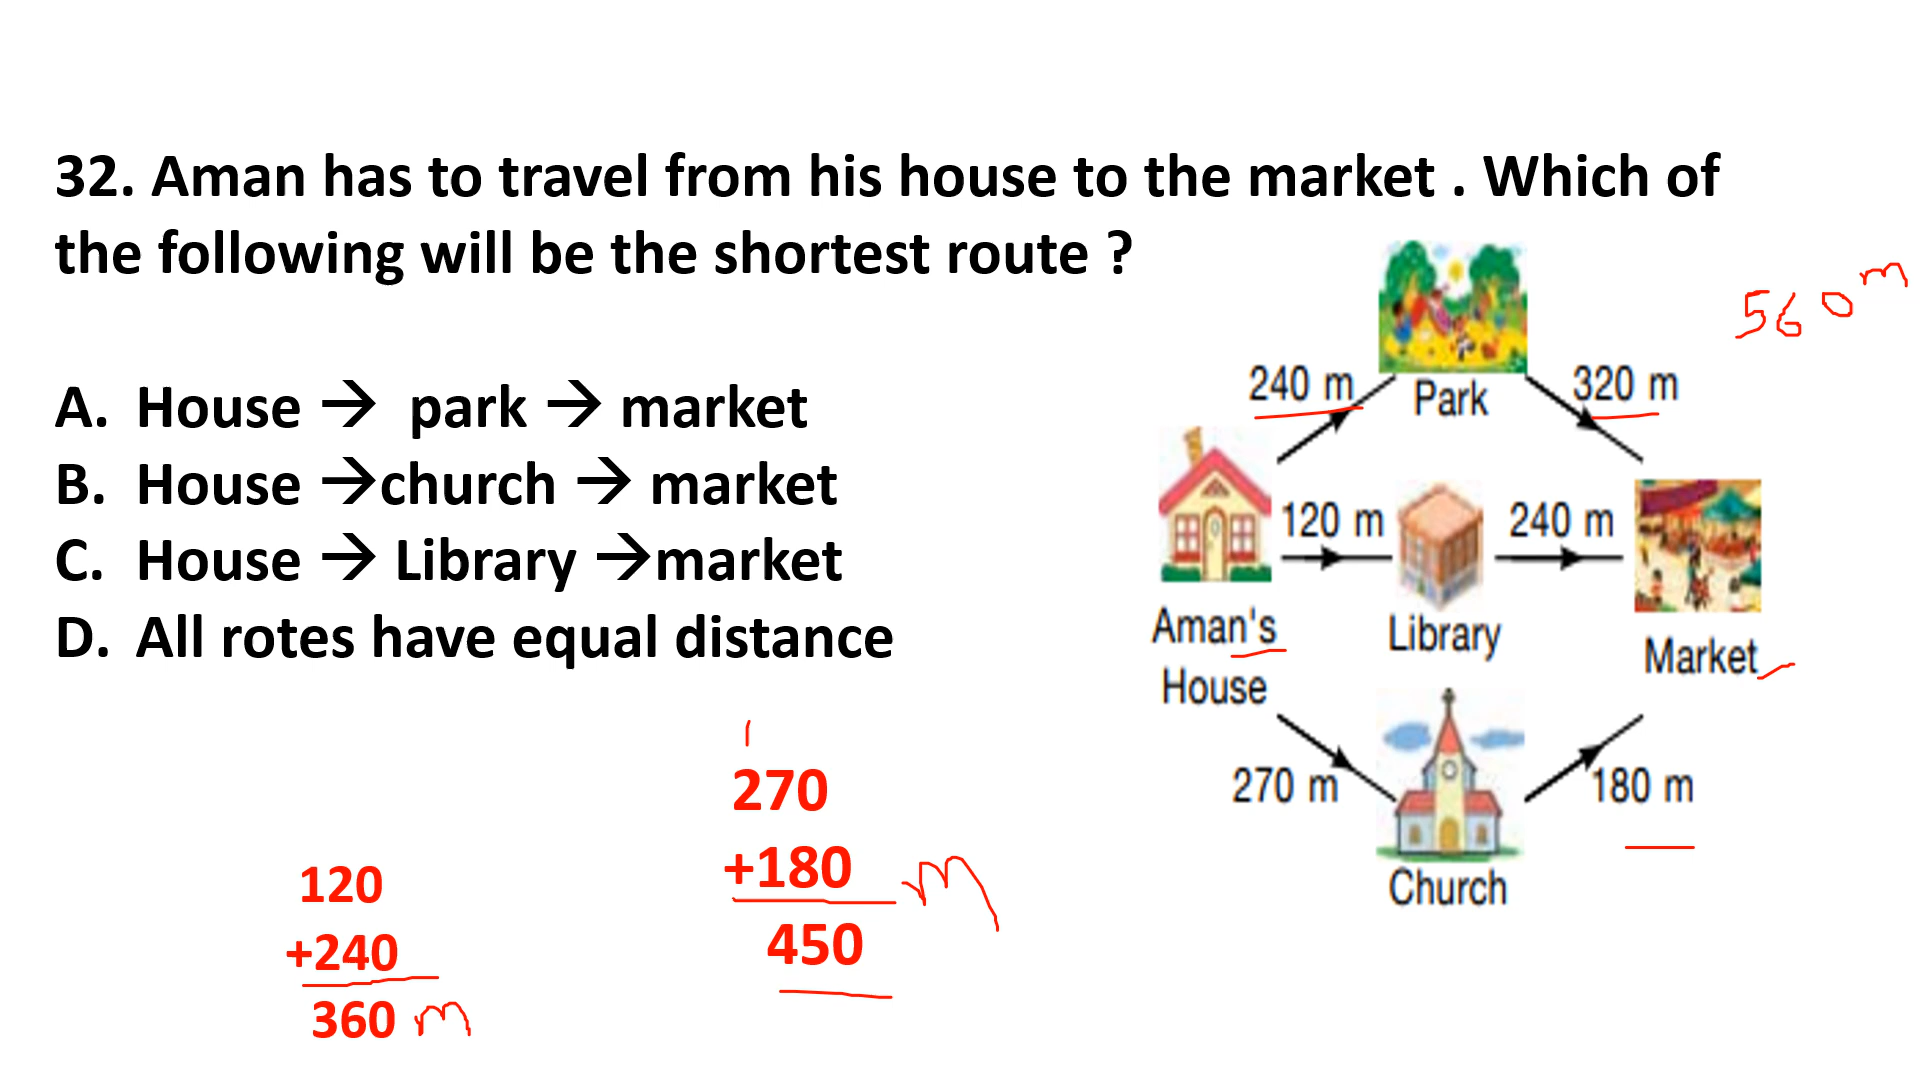 32. Aman has to travel from his house to the market . Which of
the following will be the shortest route ?
A. House → park → market
B. House →church → market
C. House → Library →market
D. All rotes have equal distance
560 m
240 m
Park
320 m
120 m
240 m
Aman's
House
Library
Market
270 m
180 m
Church
1
270
+180 m
450
120
+240
360 m